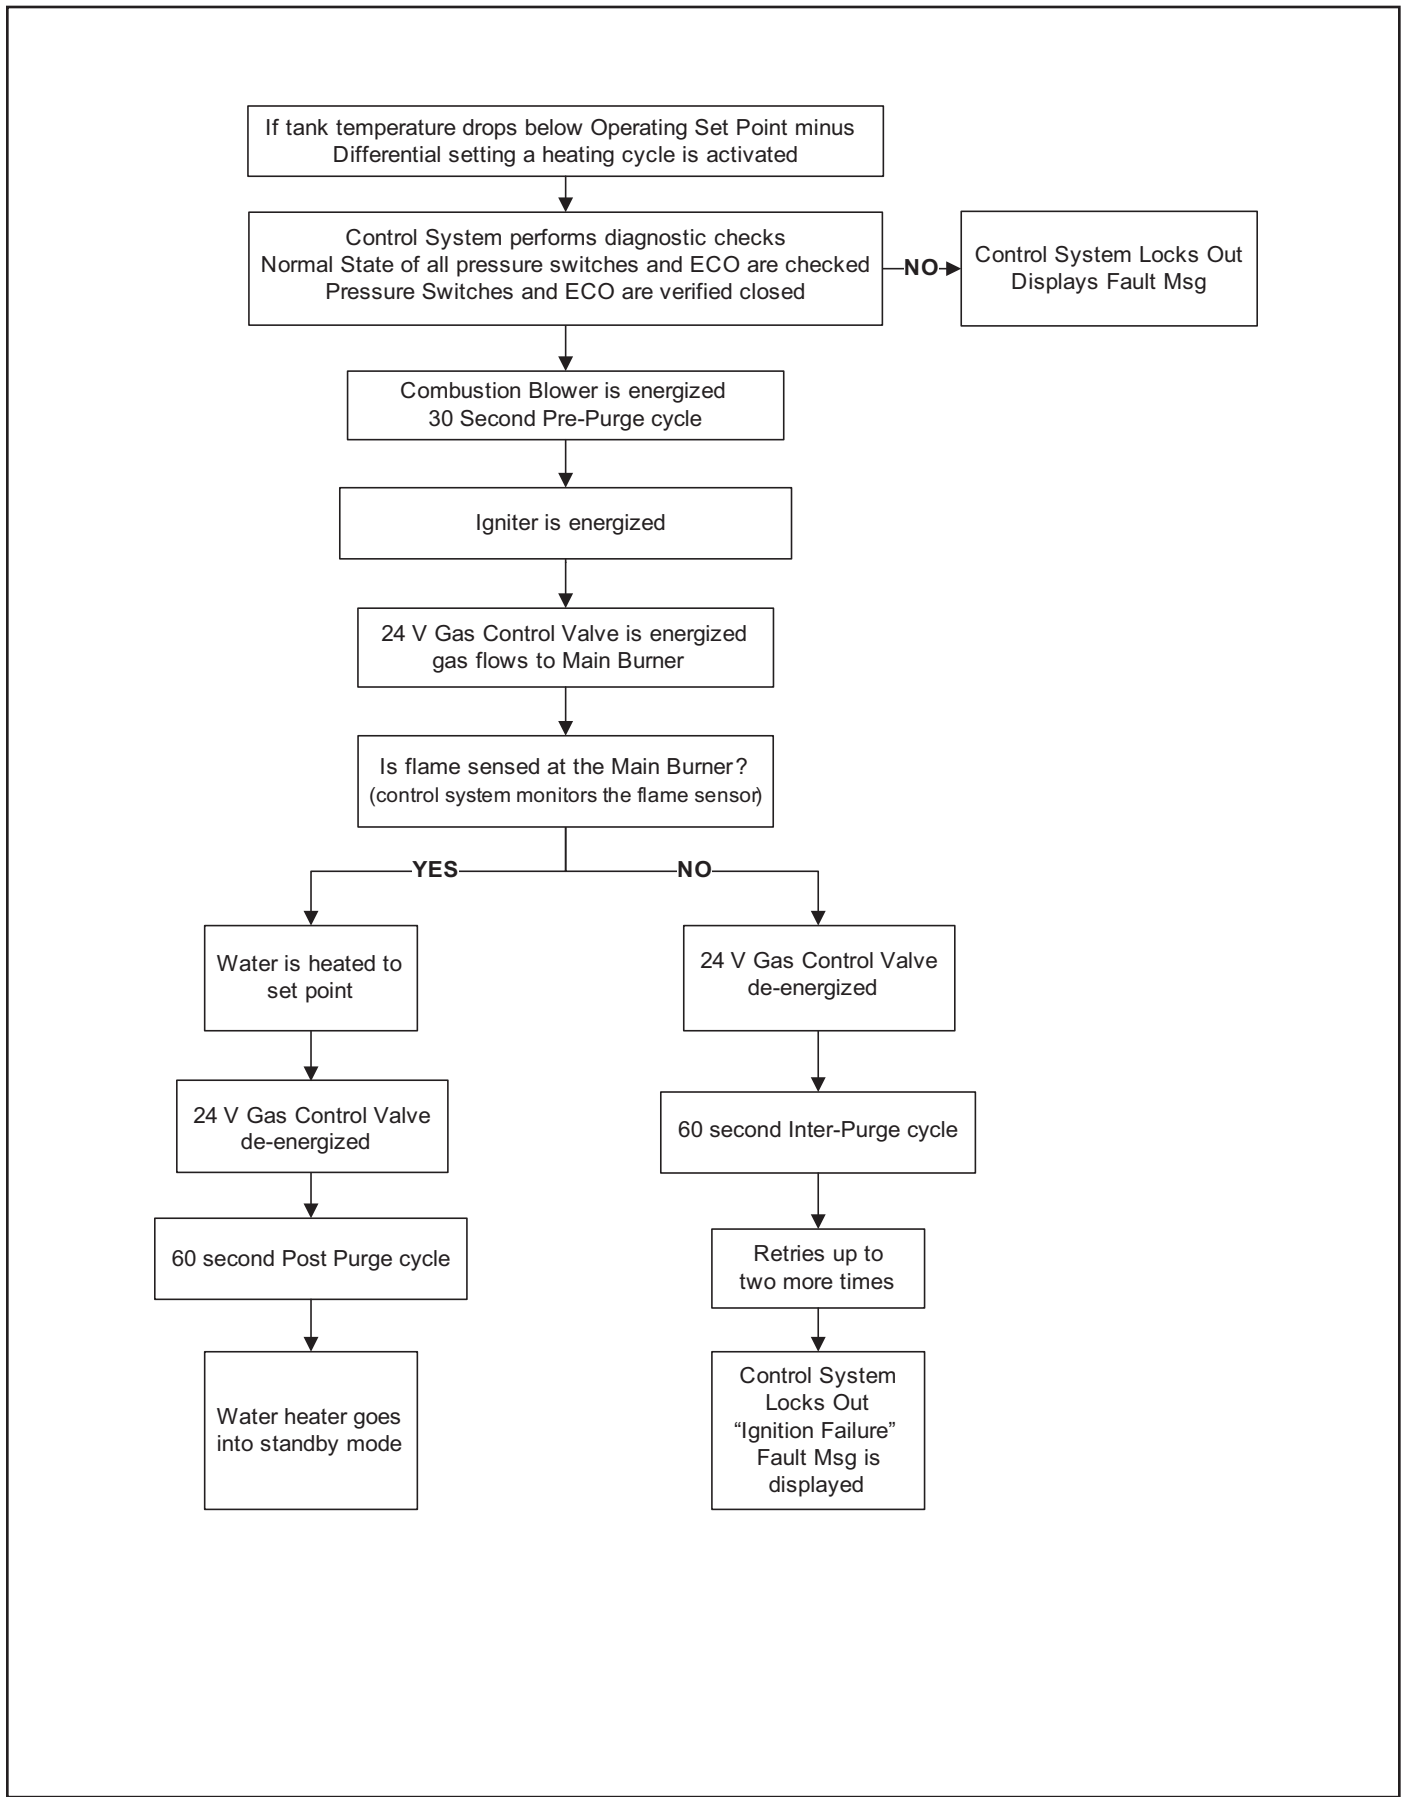 If tank temperature drops below Operating Set Point minus
Differential setting a heating cycle is activated
Control System performs diagnostic checks
Normal State of all pressure switches and ECO are checked
Pressure Switches and ECO are verified closed
NO
Control System Locks Out
Displays Fault Msg
Combustion Blower is energized
30 Second Pre-Purge cycle
Igniter is energized
24 V Gas Control Valve is energized
gas flows to Main Burner
Is flame sensed at the Main Burner?
(control system monitors the flame sensor)
YES
NO
Water is heated to
set point
24 V Gas Control Valve
de-energized
60 second Post Purge cycle
Water heater goes
into standby mode
24 V Gas Control Valve
de-energized
60 second Inter-Purge cycle
Retries up to
two more times
Control System
Locks Out
“Ignition Failure”
Fault Msg is
displayed